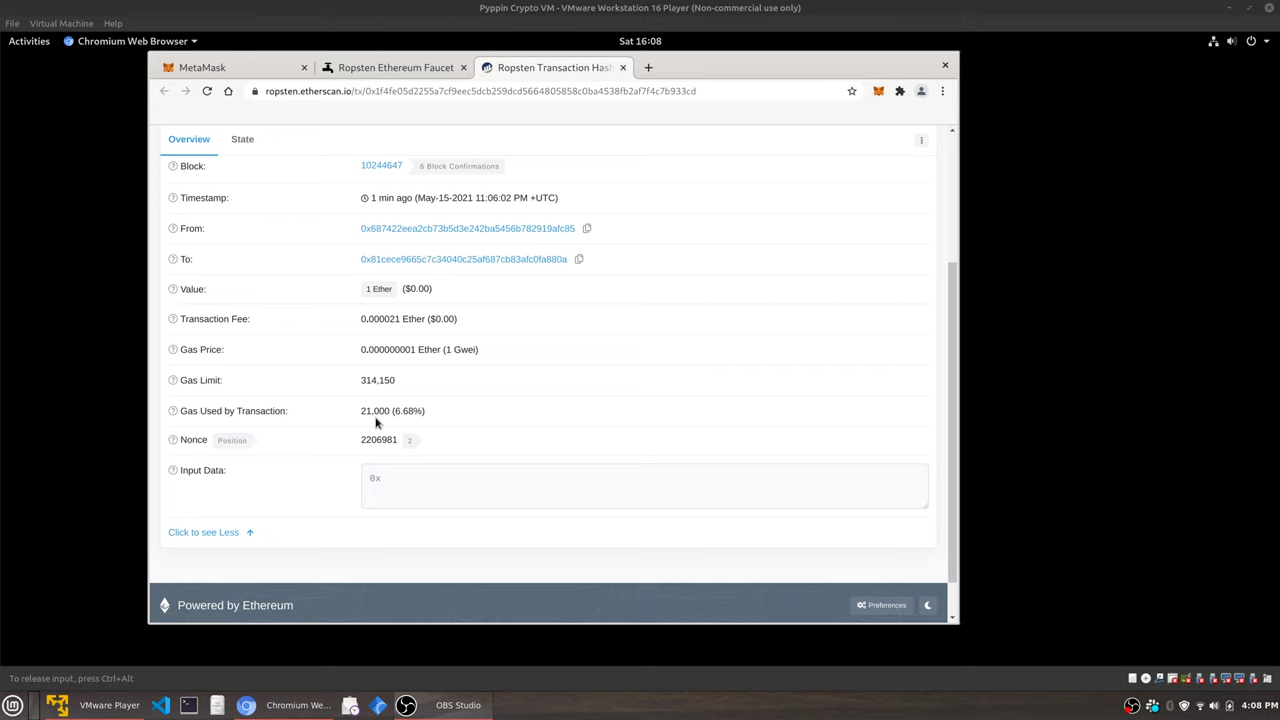 Pyppin Crypto VM - VMware Workstation 16 Player (Non-commercial use only)
File Virtual Machine Help
Activities Chromium Web Browser Sat 16:08
MetaMask Ropsten Ethereum Faucet Ropsten Transaction Hash
ropsten.etherscan.io/tx/0x1f4fe05d2255a7cf9eec5dcb259dcd5664805858c0ba4538fb2af7f4c7b933cd
Overview State
Block: 10244647 6 Block Confirmations
Timestamp: 1 min ago (May-15-2021 11:06:02 PM +UTC)
From: 0x687422eea2cb73b5d3e242ba5456b782919afc85
To: 0x81cece9665c7c34040c25af687cb83afc0fa880a
Value: 1 Ether ($0.00)
Transaction Fee: 0.000021 Ether ($0.00)
Gas Price: 0.000000001 Ether (1 Gwei)
Gas Limit: 314,150
Gas Used by Transaction: 21,000 (6.68%)
Nonce Position 2206981 2
Input Data: 0x
Click to see Less
Powered by Ethereum Preferences
To release input, press Ctrl+Alt
VMware Player Chromium We... OBS Studio 4:08 PM